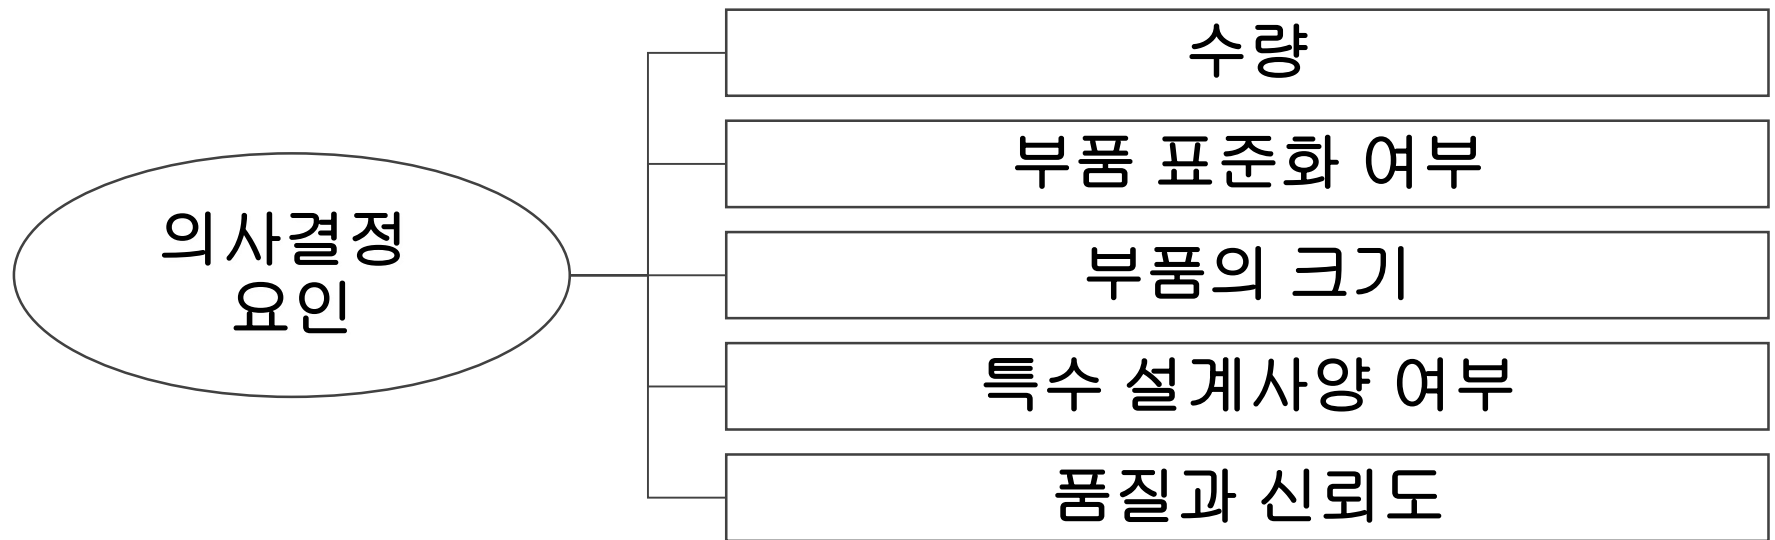 의사결정
요인
수량
부품 표준화 여부
부품의 크기
특수 설계사양 여부
품질과 신뢰도